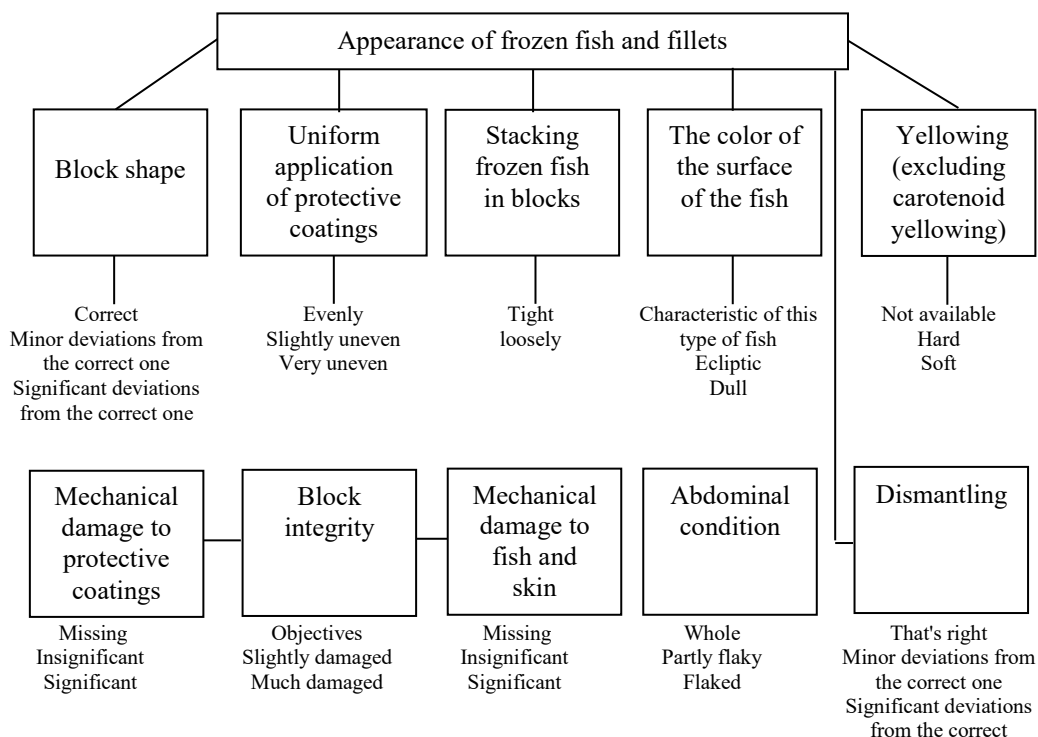 Appearance of frozen fish and fillets
Block shape
Uniform
application
of protective
coatings
Stacking
frozen fish
in blocks
The color of
the surface
of the fish
Yellowing
(excluding
carotenoid
yellowing)
Correct
Minor deviations from
the correct one
Significant deviations
from the correct one
Evenly
Slightly uneven
Very uneven
Tight
loosely
Characteristic of this
type of fish
Ecliptic
Dull
Not available
Hard
Soft
Mechanical
damage to
protective
coatings
Block
integrity
Mechanical
damage to
fish and
skin
Abdominal
condition
Dismantling
Missing
Insignificant
Significant
Objectives
Slightly damaged
Much damaged
Missing
Insignificant
Significant
Whole
Partly flaky
Flaked
That's right
Minor deviations from
the correct one
Significant deviations
from the correct